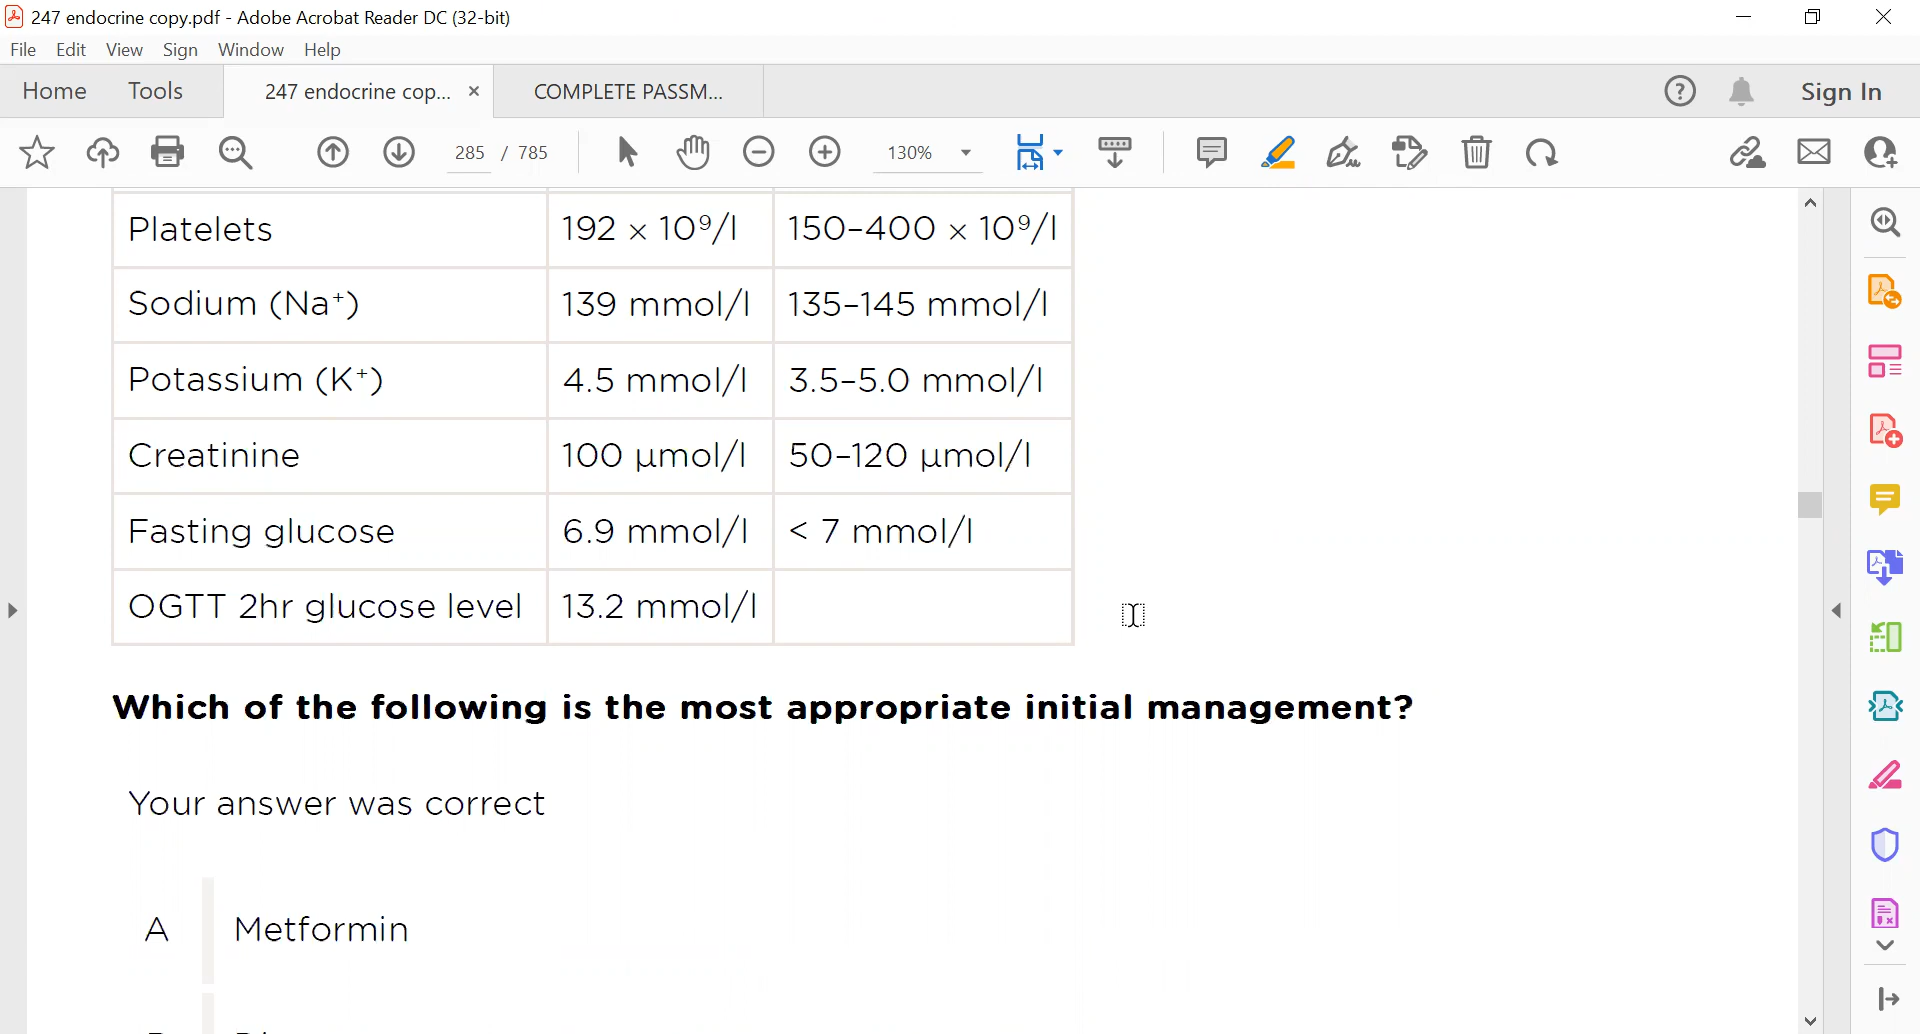 247 endocrine copy.pdf - Adobe Acrobat Reader DC (32-bit)
File Edit View Sign Window Help
Home Tools 247 endocrine cop... × COMPLETE PASSM... Sign In
285 / 785 130%
Platelets 192 × 10⁹/l 150–400 × 10⁹/l
Sodium (Na⁺) 139 mmol/l 135–145 mmol/l
Potassium (K⁺) 4.5 mmol/l 3.5–5.0 mmol/l
Creatinine 100 µmol/l 50–120 µmol/l
Fasting glucose 6.9 mmol/l < 7 mmol/l
OGTT 2hr glucose level 13.2 mmol/l
Which of the following is the most appropriate initial management?
Your answer was correct
A Metformin